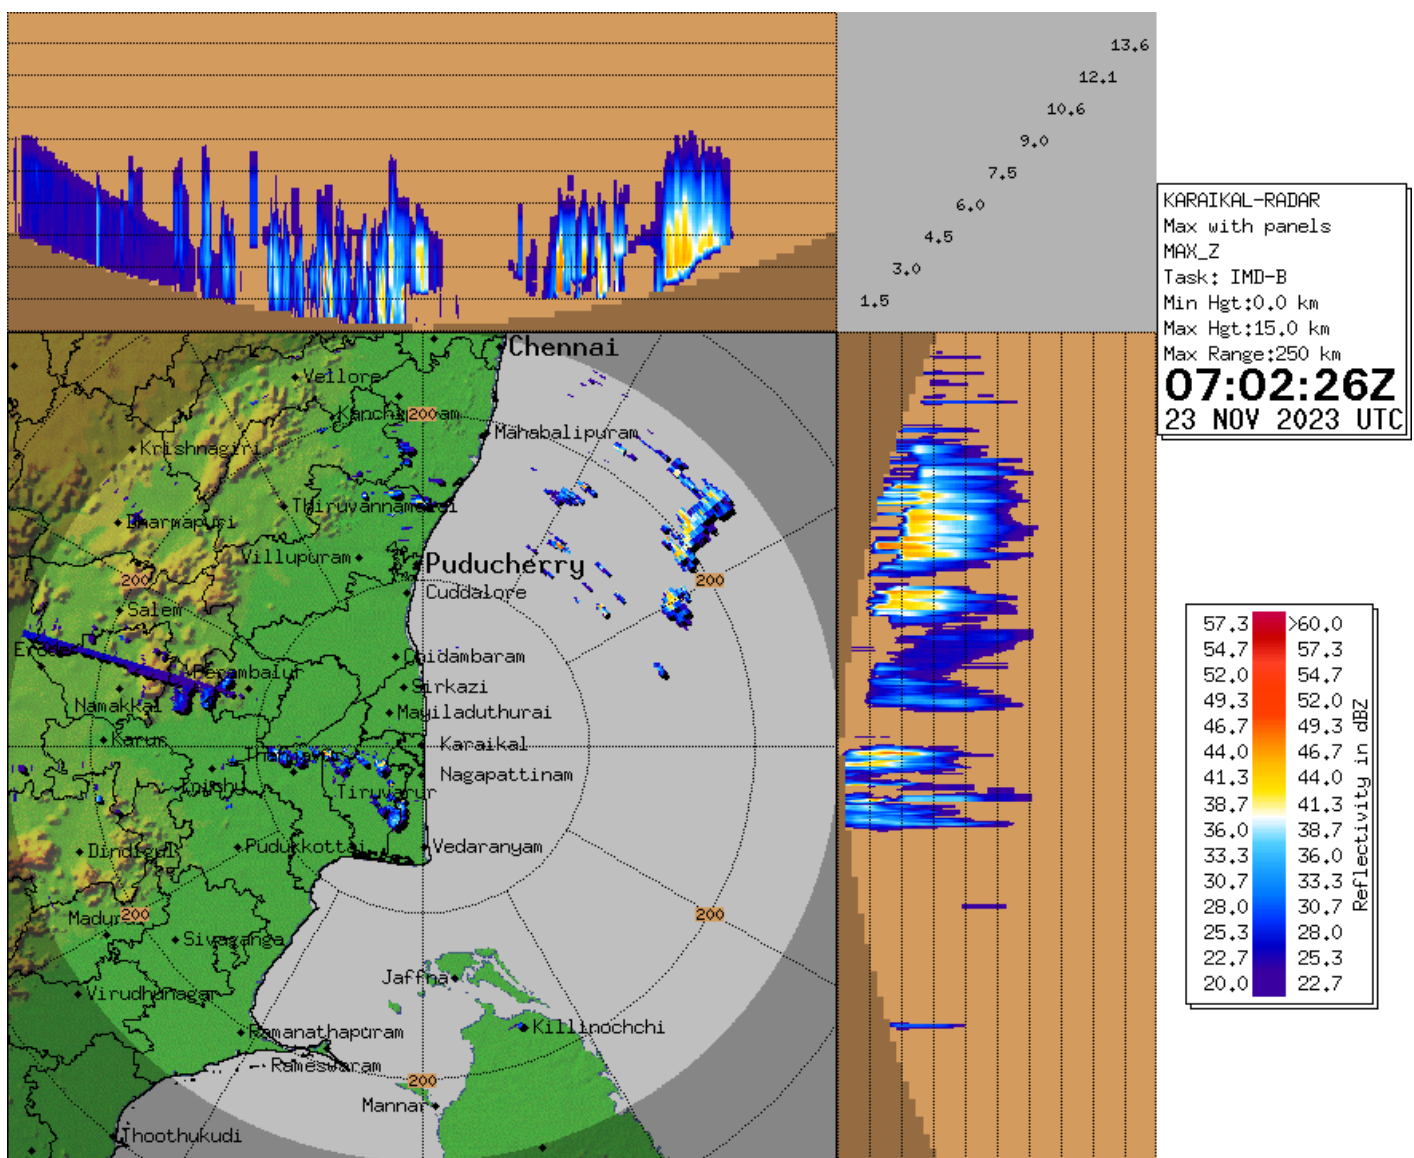 13.6
12.1
10.6
9.0
7.5
6.0
4.5
3.0
1.5
KARAIKAL-RADAR
Max with panels
MAX_Z
Task: IMD-B
Min Hgt:0.0 km
Max Hgt:15.0 km
Max Range:250 km
07:02:26Z
23 NOV 2023 UTC
Chennai
Vellore
200
Mahabalipuram
Krishnagiri
Thiruvannamalai
Dharmapuri
Villupuram
Puducherry
200
200
Cuddalore
Salem
Chidambaram
Perambalur
Sirkazi
Namakkal
Mayiladuthurai
Karur
Karaikal
Nagapattinam
Tiruvarur
Dindigul
Pudukkottai
Vedaranyam
200
200
Sivaganga
Jaffna
Virudhunagar
Killinochchi
Ramanathapuram
Rameswaram
200
Mannar
Thoothukudi
57.3 >60.0
54.7 57.3
52.0 54.7
49.3 52.0
46.7 49.3
44.0 46.7
41.3 44.0
38.7 41.3
36.0 38.7
33.3 36.0
30.7 33.3
28.0 30.7
25.3 28.0
22.7 25.3
20.0 22.7
Reflectivity in dBZ